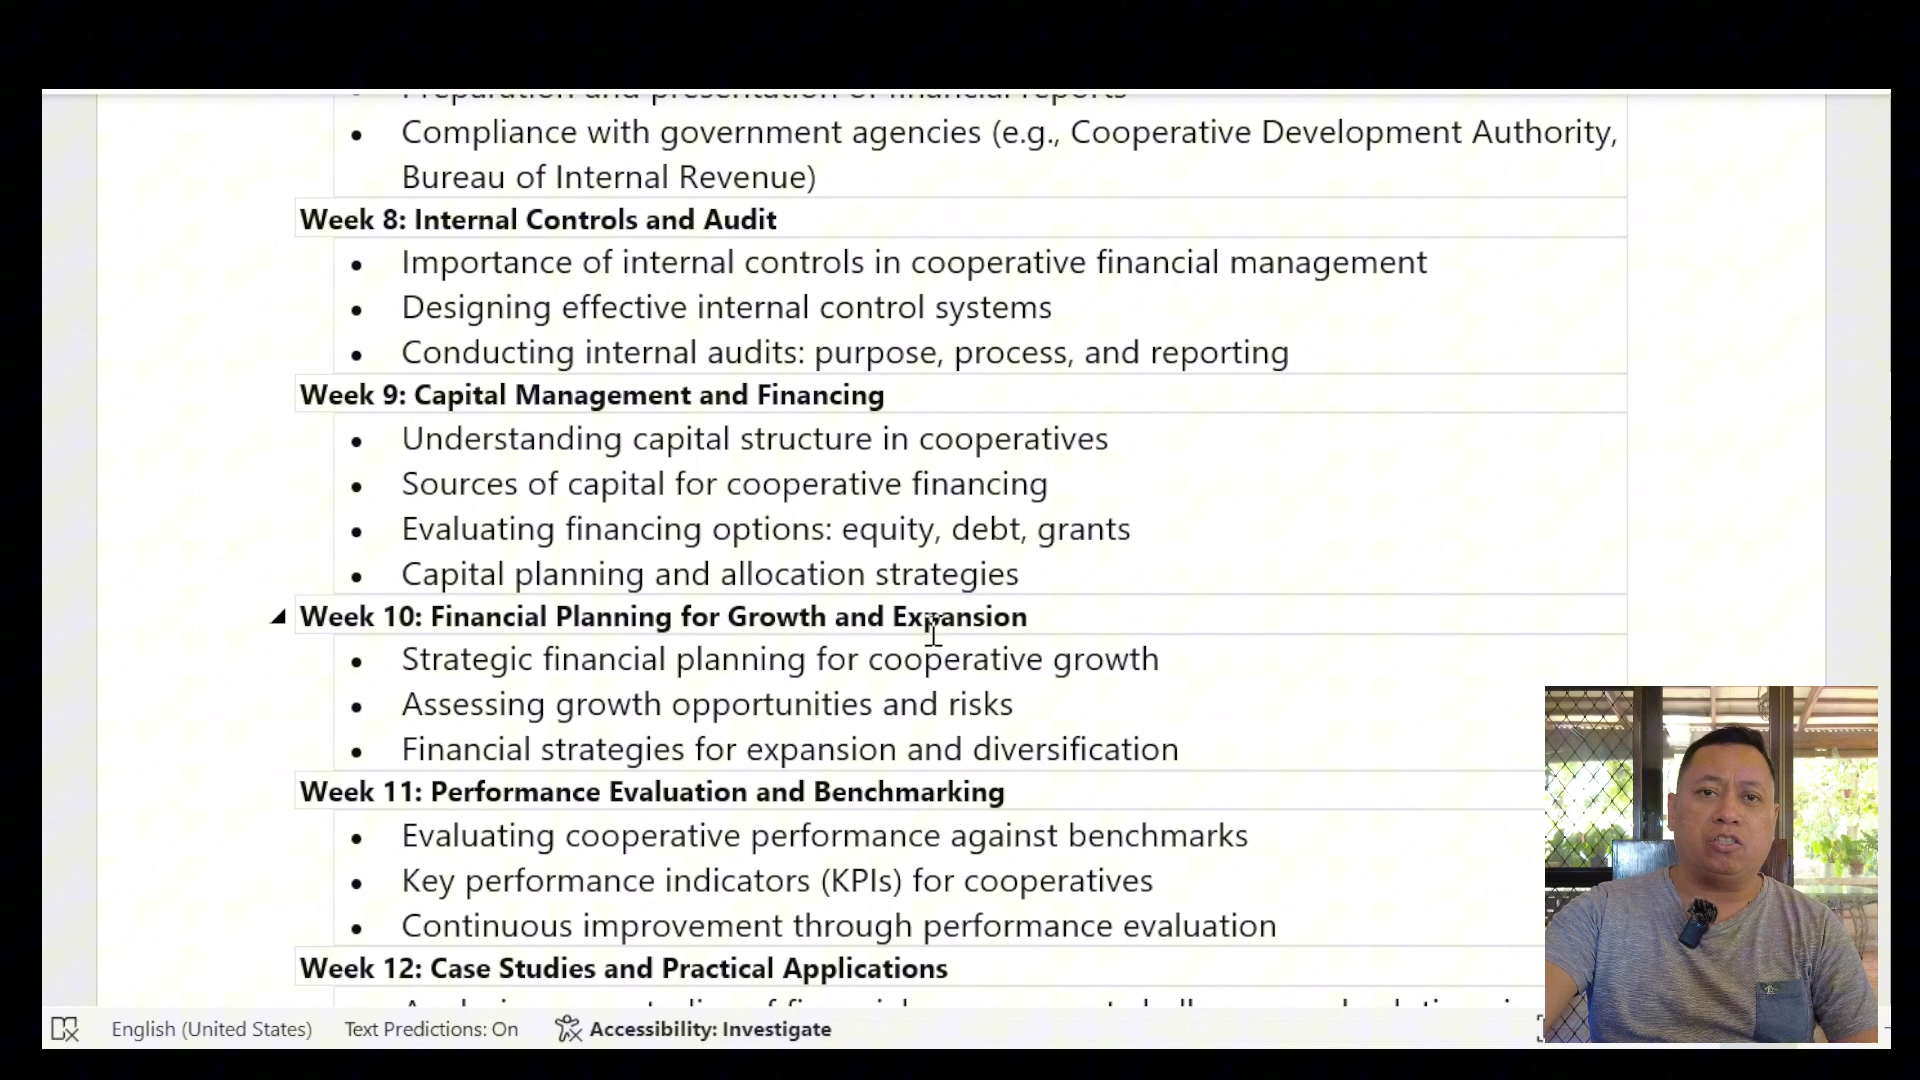 Preparation and presentation of financial reports
• Compliance with government agencies (e.g., Cooperative Development Authority,
Bureau of Internal Revenue)
Week 8: Internal Controls and Audit
• Importance of internal controls in cooperative financial management
• Designing effective internal control systems
• Conducting internal audits: purpose, process, and reporting
Week 9: Capital Management and Financing
• Understanding capital structure in cooperatives
• Sources of capital for cooperative financing
• Evaluating financing options: equity, debt, grants
• Capital planning and allocation strategies
Week 10: Financial Planning for Growth and Expansion
• Strategic financial planning for cooperative growth
• Assessing growth opportunities and risks
• Financial strategies for expansion and diversification
Week 11: Performance Evaluation and Benchmarking
• Evaluating cooperative performance against benchmarks
• Key performance indicators (KPIs) for cooperatives
• Continuous improvement through performance evaluation
Week 12: Case Studies and Practical Applications
English (United States) Text Predictions: On Accessibility: Investigate